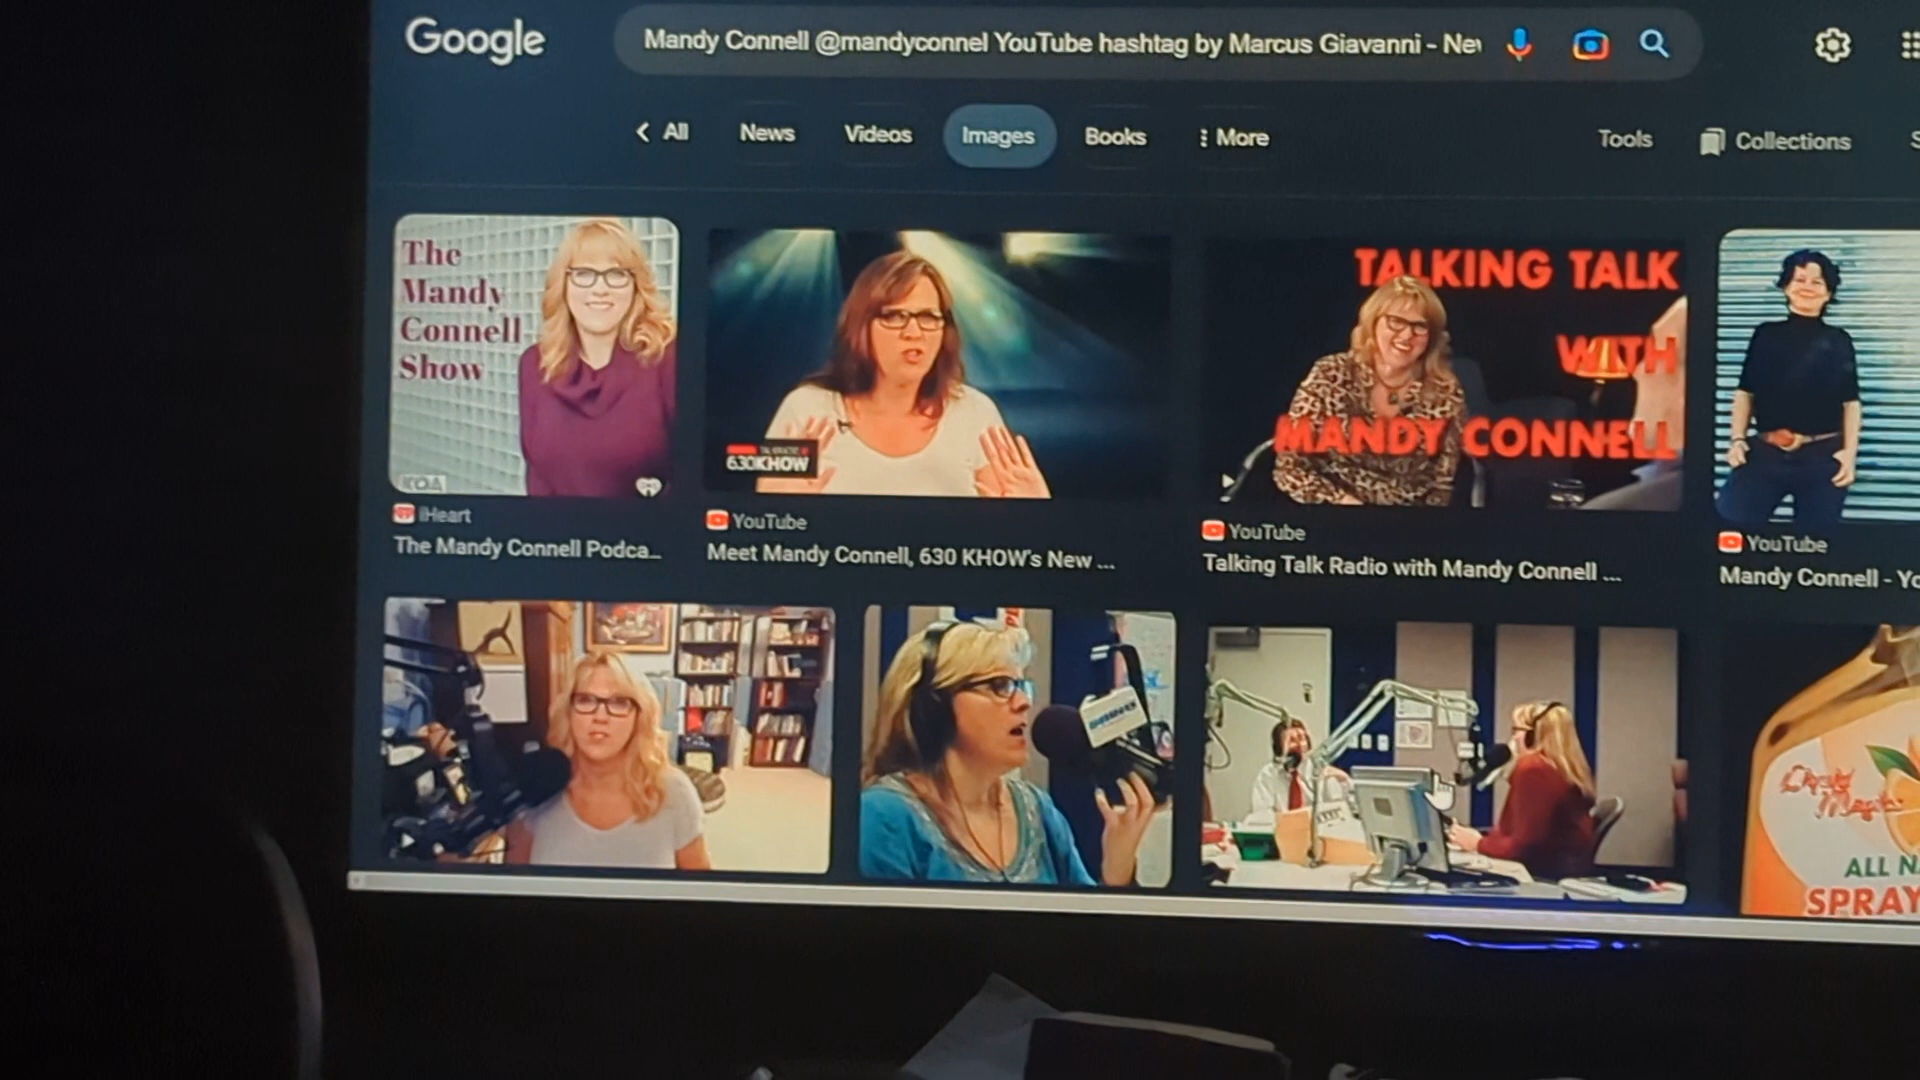 Google
Mandy Connell @mandyconnel YouTube hashtag by Marcus Giavanni - Nev
All
News
Videos
Images
Books
More
Tools
Collections
S
The
Mandy
Connell
Show
KOA
iHeart
The Mandy Connell Podca...
630KHOW
YouTube
Meet Mandy Connell, 630 KHOW's New ...
TALKING TALK
WITH
MANDY CONNELL
YouTube
Talking Talk Radio with Mandy Connell ...
YouTube
Mandy Connell - Yo
ALL N
SPRAY